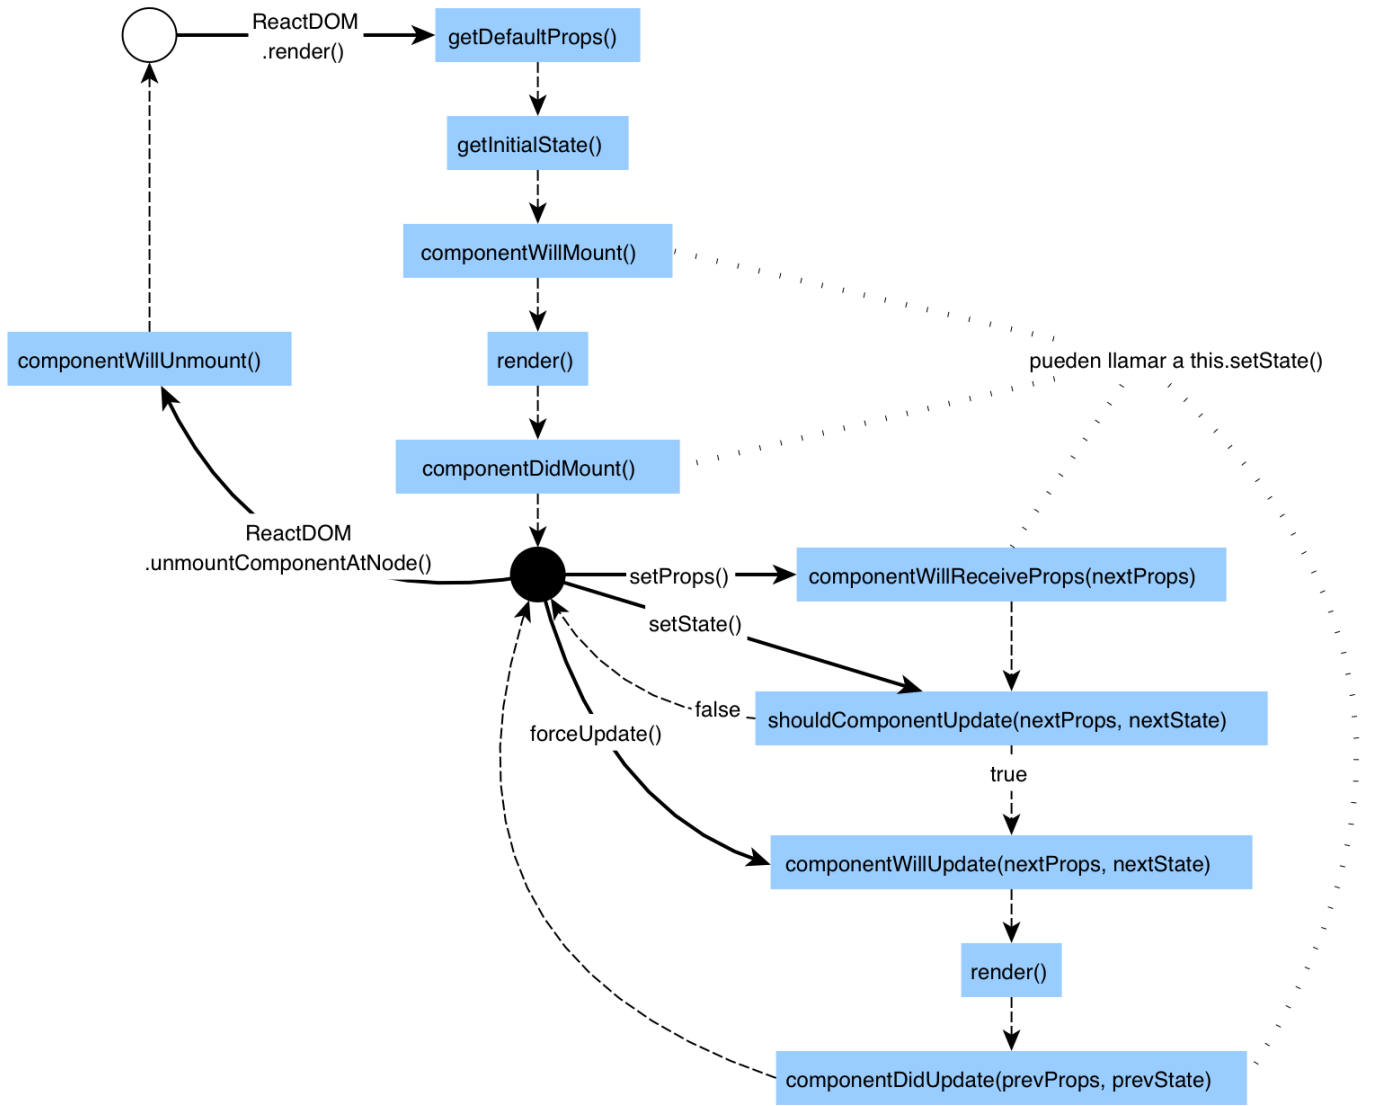 ReactDOM
.render()
getDefaultProps()
getInitialState()
componentWillMount()
componentWillUnmount()
render()
pueden llamar a this.setState()
componentDidMount()
ReactDOM
.unmountComponentAtNode()
setProps()
componentWillReceiveProps(nextProps)
setState()
false
shouldComponentUpdate(nextProps, nextState)
forceUpdate()
true
componentWillUpdate(nextProps, nextState)
render()
componentDidUpdate(prevProps, prevState)